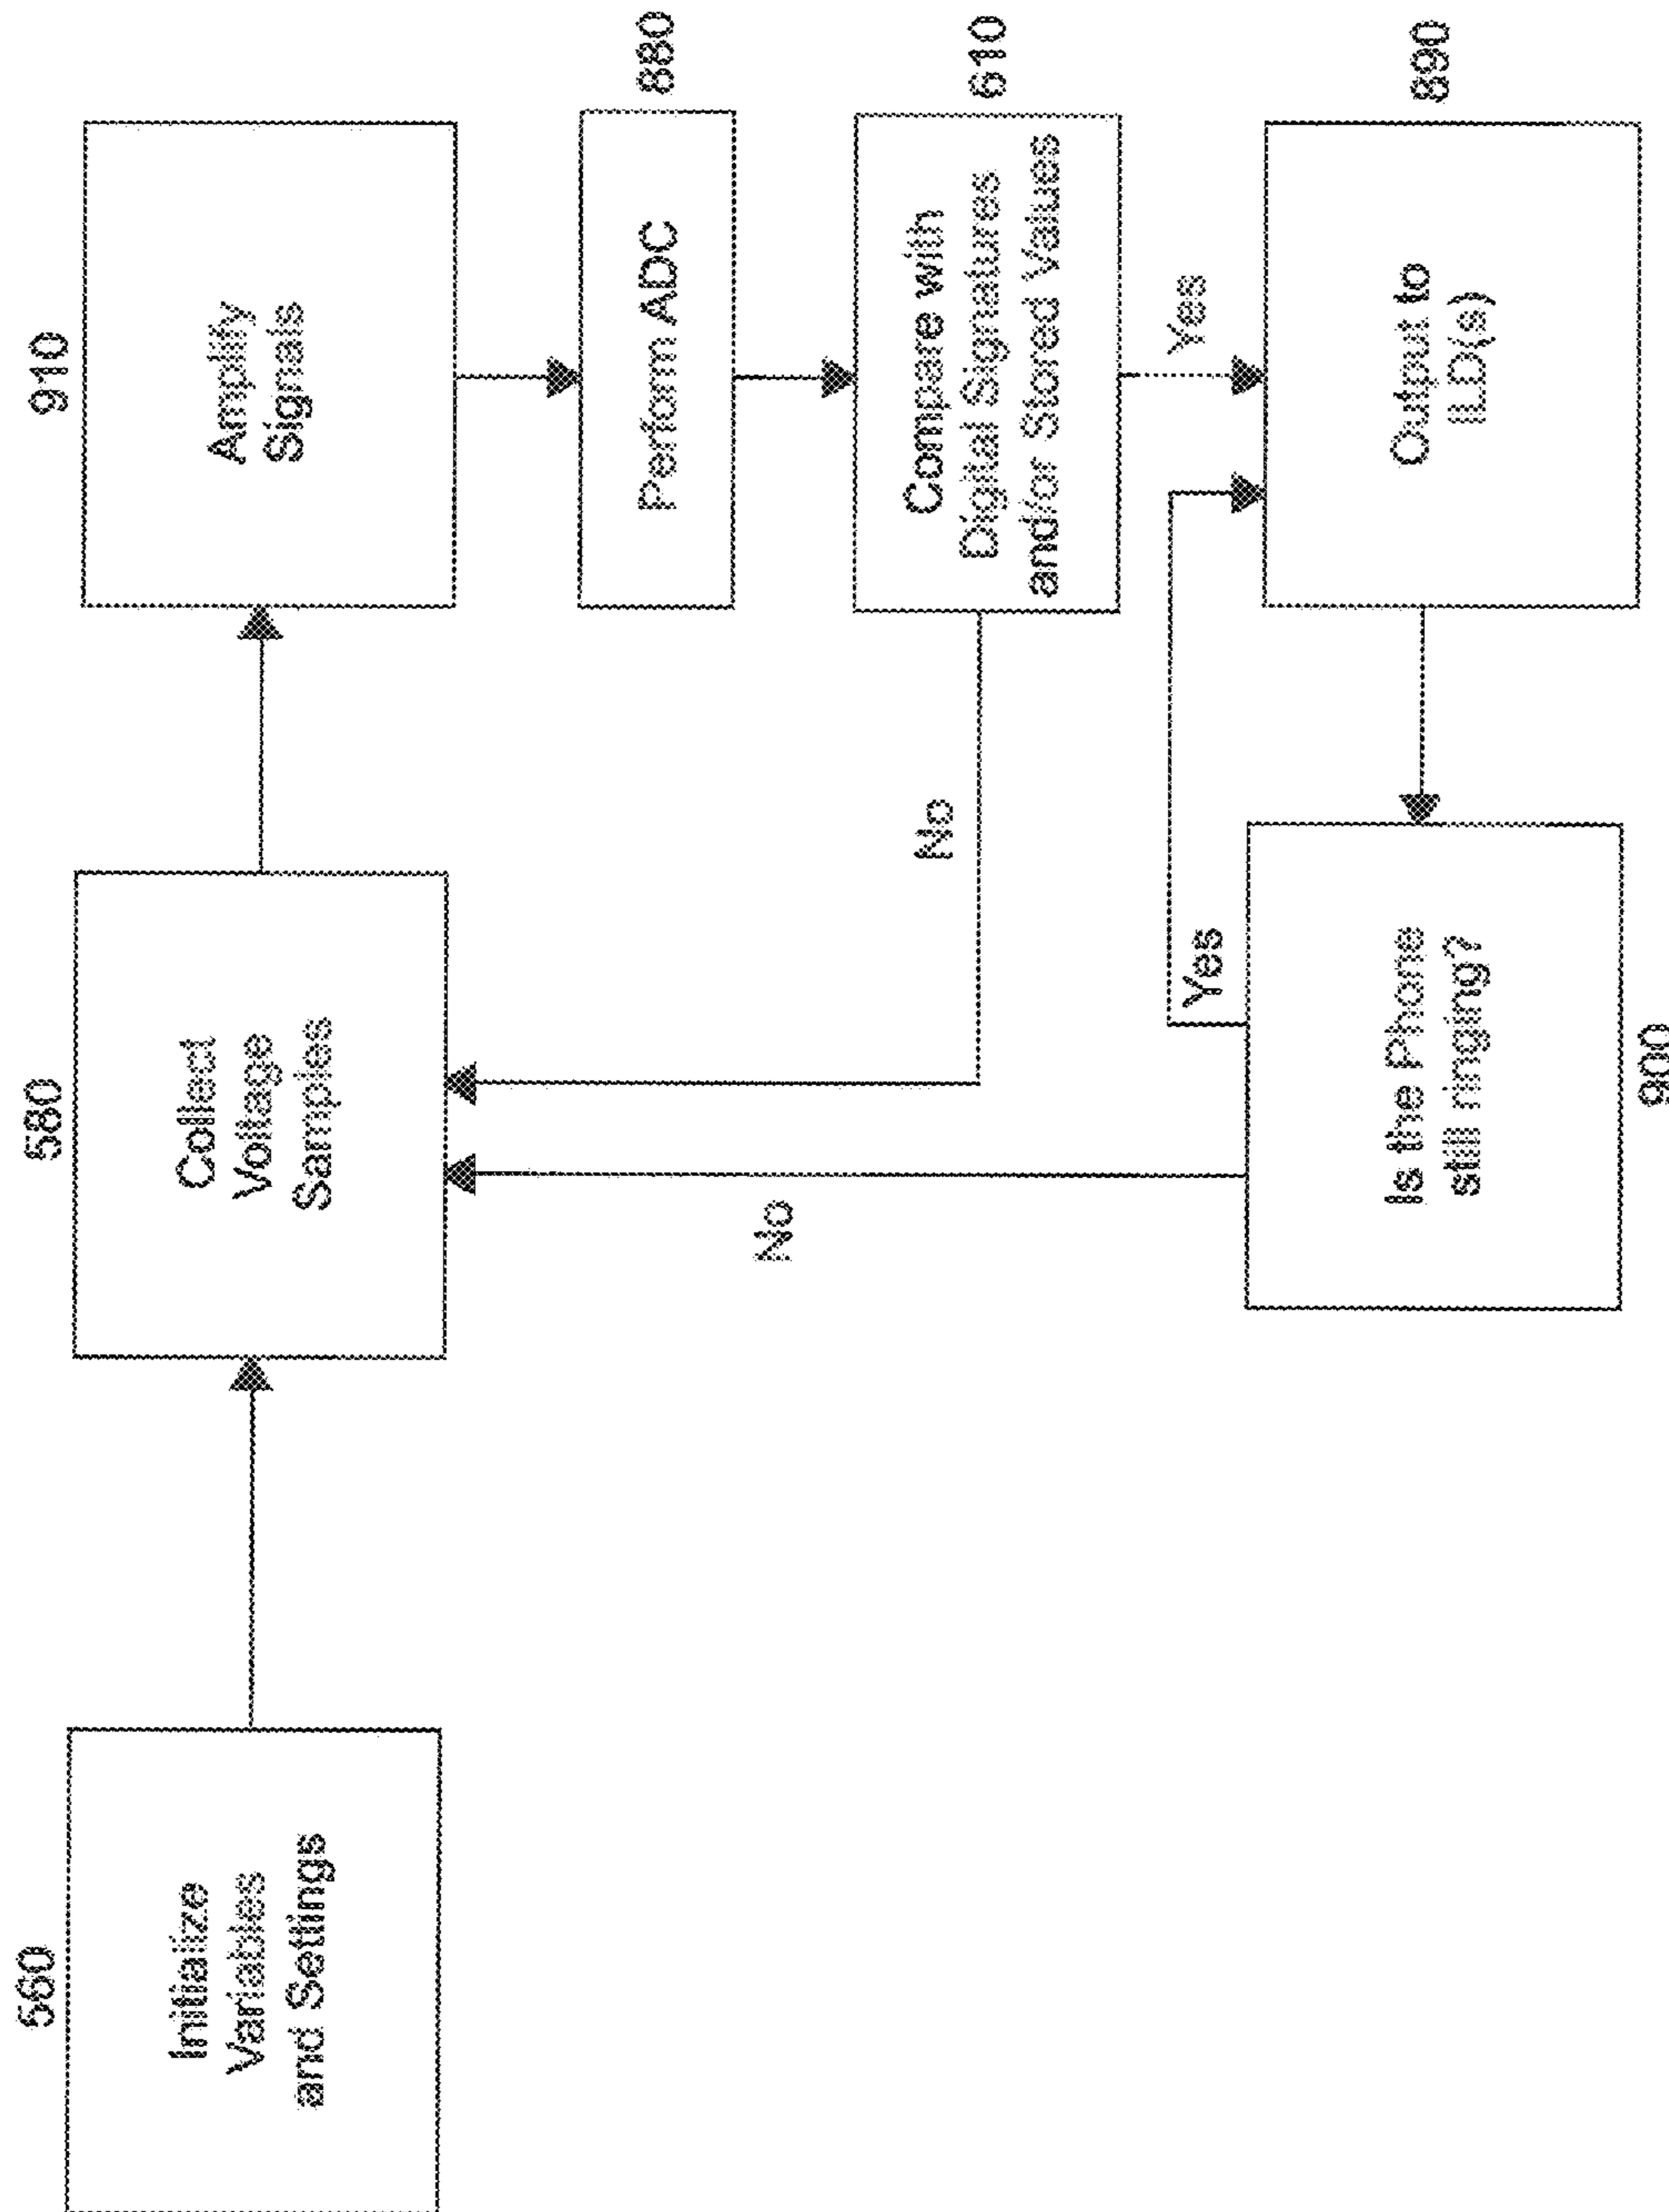 560
Initialize
Variables
and Settings
580
Collect
Voltage
Samples
910
Amplify
Signals
Perform ADC
880
Compare with
Digital Signatures
and/or Stored Values
610
No
Yes
Output to
ILD(s)
890
Is the Phone
still ringing?
900
Yes
No